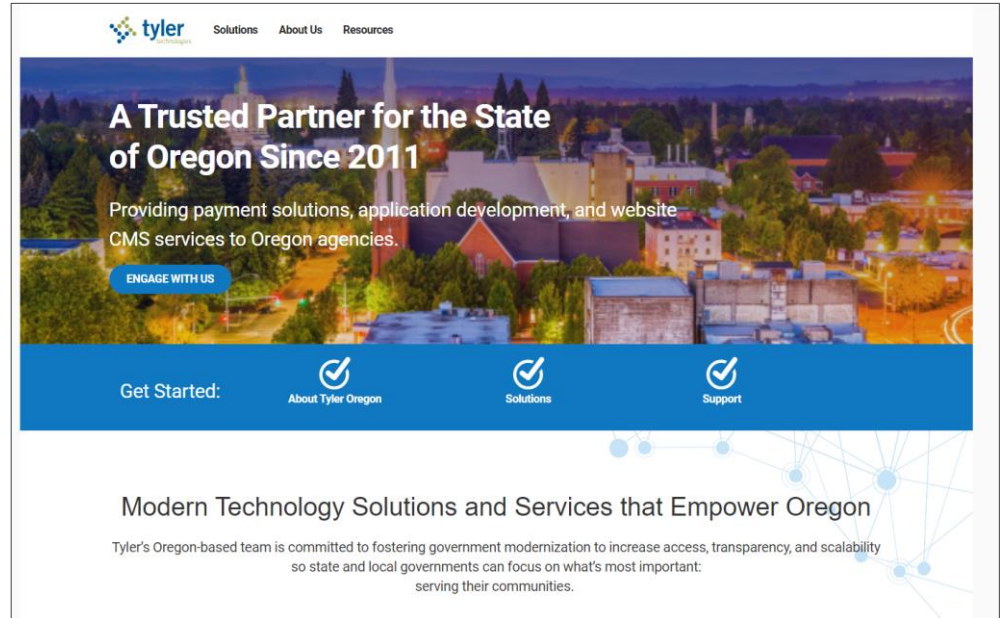 tyler
technologies
Solutions About Us Resources
A Trusted Partner for the State
of Oregon Since 2011
Providing payment solutions, application development, and website
CMS services to Oregon agencies.
ENGAGE WITH US
Get Started:
About Tyler Oregon
Solutions
Support
Modern Technology Solutions and Services that Empower Oregon
Tyler's Oregon-based team is committed to fostering government modernization to increase access, transparency, and scalability
so state and local governments can focus on what's most important:
serving their communities.